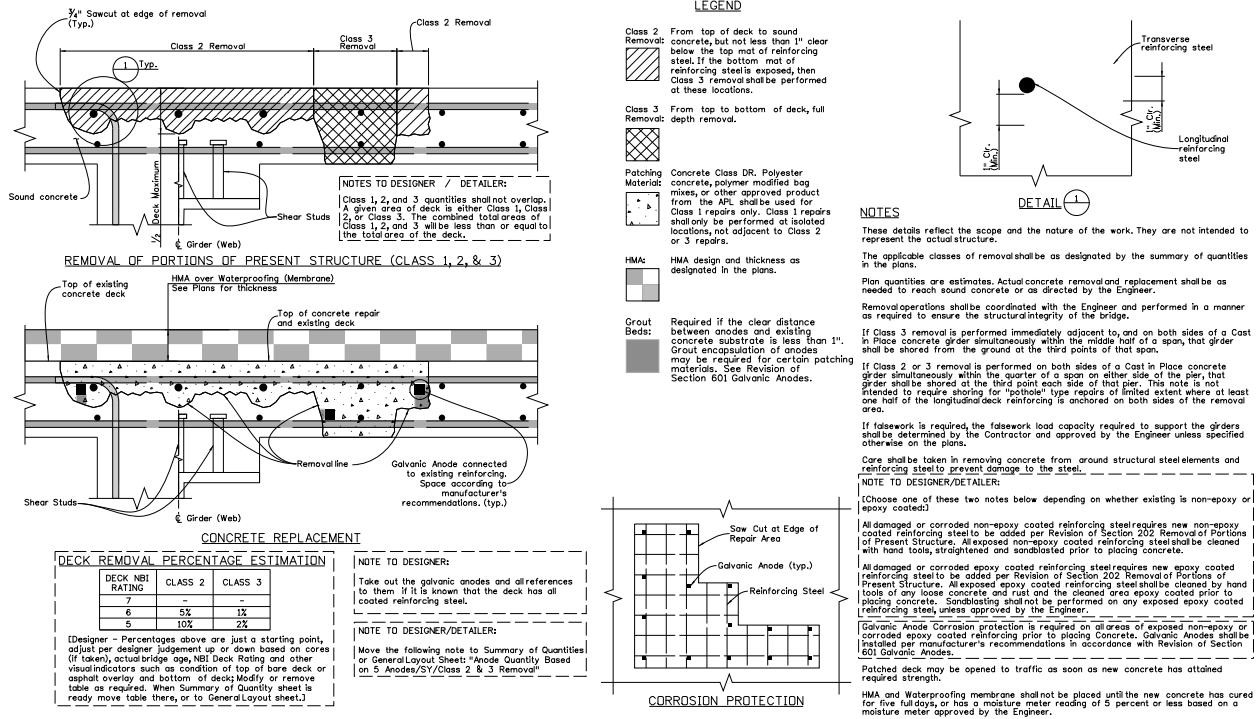 3/4" Sawcut at edge of removal
(Typ.)
Class 2 Removal
Class 3
Removal
Class 2 Removal
1
Typ.
Sound concrete
1/2 Deck Maximum
Shear Studs
℄ Girder (Web)
NOTES TO DESIGNER / DETAILER:
Class 1, 2, and 3 quantities shall not overlap.
A given area of deck is either Class 1, Class
2, or Class 3. The combined total areas of
Class 1, 2, and 3 will be less than or equal to
the total area of the deck.
REMOVAL OF PORTIONS OF PRESENT STRUCTURE (CLASS 1, 2, & 3)
Top of existing
concrete deck
HMA over Waterproofing (Membrane)
See Plans for thickness
Top of concrete repair
and existing deck
Removal line
Galvanic Anode connected
to existing reinforcing.
Space according to
manufacturer's
recommendations. (typ.)
Shear Studs
℄ Girder (Web)
CONCRETE REPLACEMENT
DECK REMOVAL PERCENTAGE ESTIMATION
DECK NBI RATING CLASS 2 CLASS 3
7 - -
6 5% 1%
5 10% 2%
[Designer - Percentages above are just a starting point,
adjust per designer judgement up or down based on cores
(if taken), actual bridge age, NBI Deck Rating and other
visual indicators such as condition of top of bare deck or
asphalt overlay and bottom of deck; Modify or remove
table as required. When Summary of Quantity sheet is
ready move table there, or to General Layout sheet.]
NOTE TO DESIGNER:
Take out the galvanic anodes and all references
to them if it is known that the deck has all
coated reinforcing steel.
NOTE TO DESIGNER/DETAILER:
Move the following note to Summary of Quantities
or General Layout Sheet: "Anode Quantity Based
on 5 Anodes/SY/Class 2 & 3 Removal"
LEGEND
Class 2 Removal: From top of deck to sound
concrete, but not less than 1" clear
below the top mat of reinforcing
steel. If the bottom mat of
reinforcing steel is exposed, then
Class 3 removal shall be performed
at these locations.
Class 3 Removal: From top to bottom of deck, full
depth removal.
Patching Material: Concrete Class DR. Polyester
concrete, polymer modified bag
mixes, or other approved product
from the APL shall be used for
Class 1 repairs only. Class 1 repairs
shall only be performed at isolated
locations, not adjacent to Class 2
or 3 repairs.
HMA: HMA design and thickness as
designated in the plans.
Grout Beds: Required if the clear distance
between anodes and existing
concrete substrate is less than 1".
Grout encapsulation of anodes
may be required for certain patching
materials. See Revision of
Section 601 Galvanic Anodes.
Saw Cut at Edge of
Repair Area
Galvanic Anode (typ.)
Reinforcing Steel
CORROSION PROTECTION
Transverse
reinforcing steel
1" Clr.
(Min.)
1" Clr.
(Min.)
Longitudinal
reinforcing
steel
DETAIL 1
NOTES
These details reflect the scope and the nature of the work. They are not intended to
represent the actual structure.
The applicable classes of removal shall be as designated by the summary of quantities
in the plans.
Plan quantities are estimates. Actual concrete removal and replacement shall be as
needed to reach sound concrete or as directed by the Engineer.
Removal operations shall be coordinated with the Engineer and performed in a manner
as required to ensure the structural integrity of the bridge.
If Class 3 removal is performed immediately adjacent to, and on both sides of a Cast
in Place concrete girder simultaneously within the middle half of a span, that girder
shall be shored from the ground at the third points of that span.
If Class 2 or 3 removal is performed on both sides of a Cast in Place concrete
girder simultaneously within the quarter of a span on either side of the pier, that
girder shall be shored at the third point each side of that pier. This note is not
intended to require shoring for "pothole" type repairs of limited extent where at least
one half of the longitudinal deck reinforcing is anchored on both sides of the removal
area.
If falsework is required, the falsework load capacity required to support the girders
shall be determined by the Contractor and approved by the Engineer unless specified
otherwise on the plans.
Care shall be taken in removing concrete from around structural steel elements and
reinforcing steel to prevent damage to the steel.
NOTE TO DESIGNER/DETAILER:
[Choose one of these two notes below depending on whether existing is non-epoxy or
epoxy coated:]
All damaged or corroded non-epoxy coated reinforcing steel requires new non-epoxy
coated reinforcing steel to be added per Revision of Section 202 Removal of Portions
of Present Structure. All exposed non-epoxy coated reinforcing steel shall be cleaned
with hand tools, straightened and sandblasted prior to placing concrete.
All damaged or corroded epoxy coated reinforcing steel requires new epoxy coated
reinforcing steel to be added per Revision of Section 202 Removal of Portions of
Present Structure. All exposed epoxy coated reinforcing steel shall be cleaned by hand
tools of any loose concrete and rust and the cleaned area epoxy coated prior to
placing concrete. Sandblasting shall not be performed on any exposed epoxy coated
reinforcing steel, unless approved by the Engineer.
Galvanic Anode Corrosion protection is required on all areas of exposed non-epoxy or
corroded epoxy coated reinforcing prior to placing Concrete. Galvanic Anodes shall be
installed per manufacturer's recommendations in accordance with Revision of Section
601 Galvanic Anodes.
Patched deck may be opened to traffic as soon as new concrete has attained
required strength.
HMA and Waterproofing membrane shall not be placed until the new concrete has cured
for five full days, or has a moisture meter reading of 5 percent or less based on a
moisture meter approved by the Engineer.